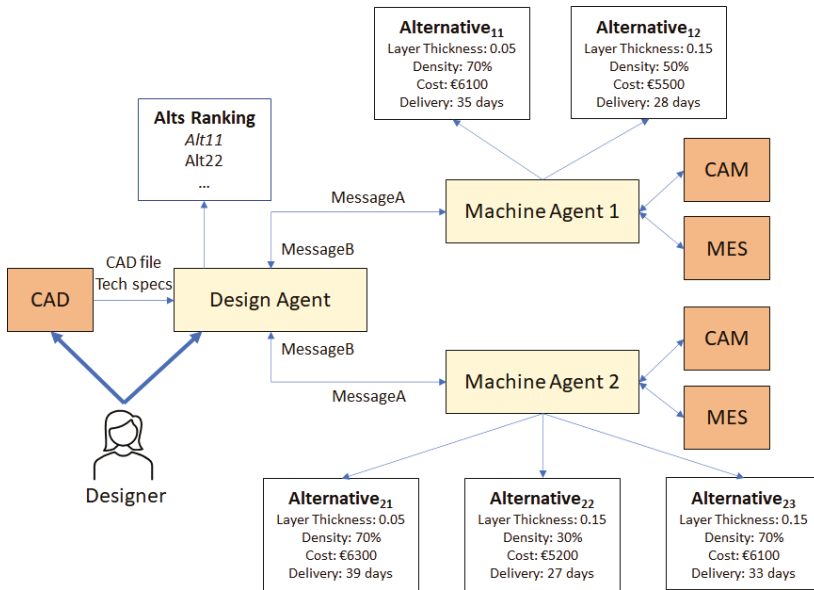 Alternative₁₁
Layer Thickness: 0.05
Density: 70%
Cost: €6100
Delivery: 35 days
Alternative₁₂
Layer Thickness: 0.15
Density: 50%
Cost: €5500
Delivery: 28 days
Alts Ranking
Alt11
Alt22
...
MessageA
Machine Agent 1
CAM
MES
MessageB
CAD file
Tech specs
CAD
Design Agent
MessageB
MessageA
Machine Agent 2
CAM
MES
Designer
Alternative₂₁
Layer Thickness: 0.05
Density: 70%
Cost: €6300
Delivery: 39 days
Alternative₂₂
Layer Thickness: 0.15
Density: 30%
Cost: €5200
Delivery: 27 days
Alternative₂₃
Layer Thickness: 0.15
Density: 70%
Cost: €6100
Delivery: 33 days